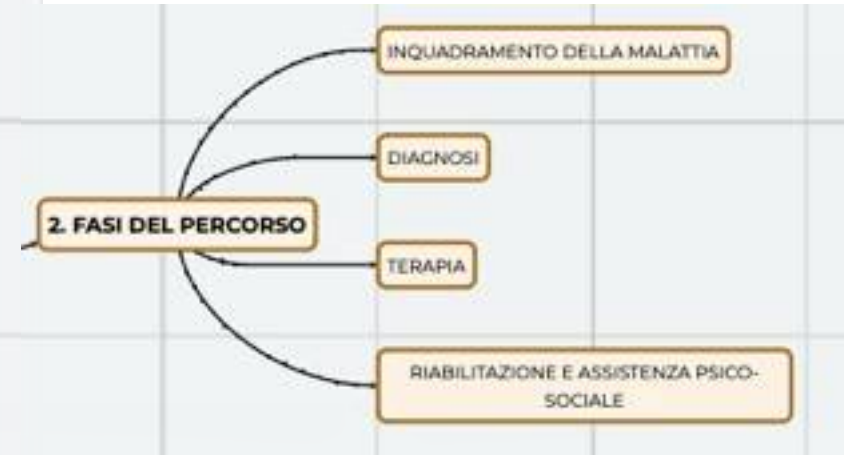 INQUADRAMENTO DELLA MALATTIA
DIAGNOSI
2. FASI DEL PERCORSO
TERAPIA
RIABILITAZIONE E ASSISTENZA PSICO-
SOCIALE